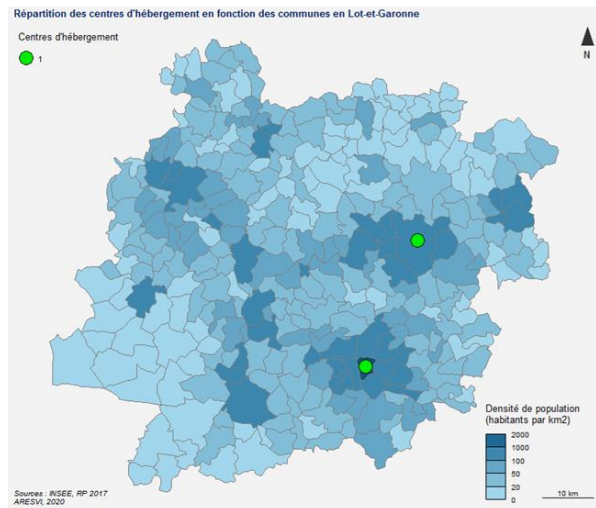 Répartition des centres d'hébergement en fonction des communes en Lot-et-Garonne
Centres d'hébergement
1
N
Densité de population
(habitants par km2)
2000
1000
100
50
20
0
10 km
Sources : INSEE, RP 2017
ARESVI, 2020